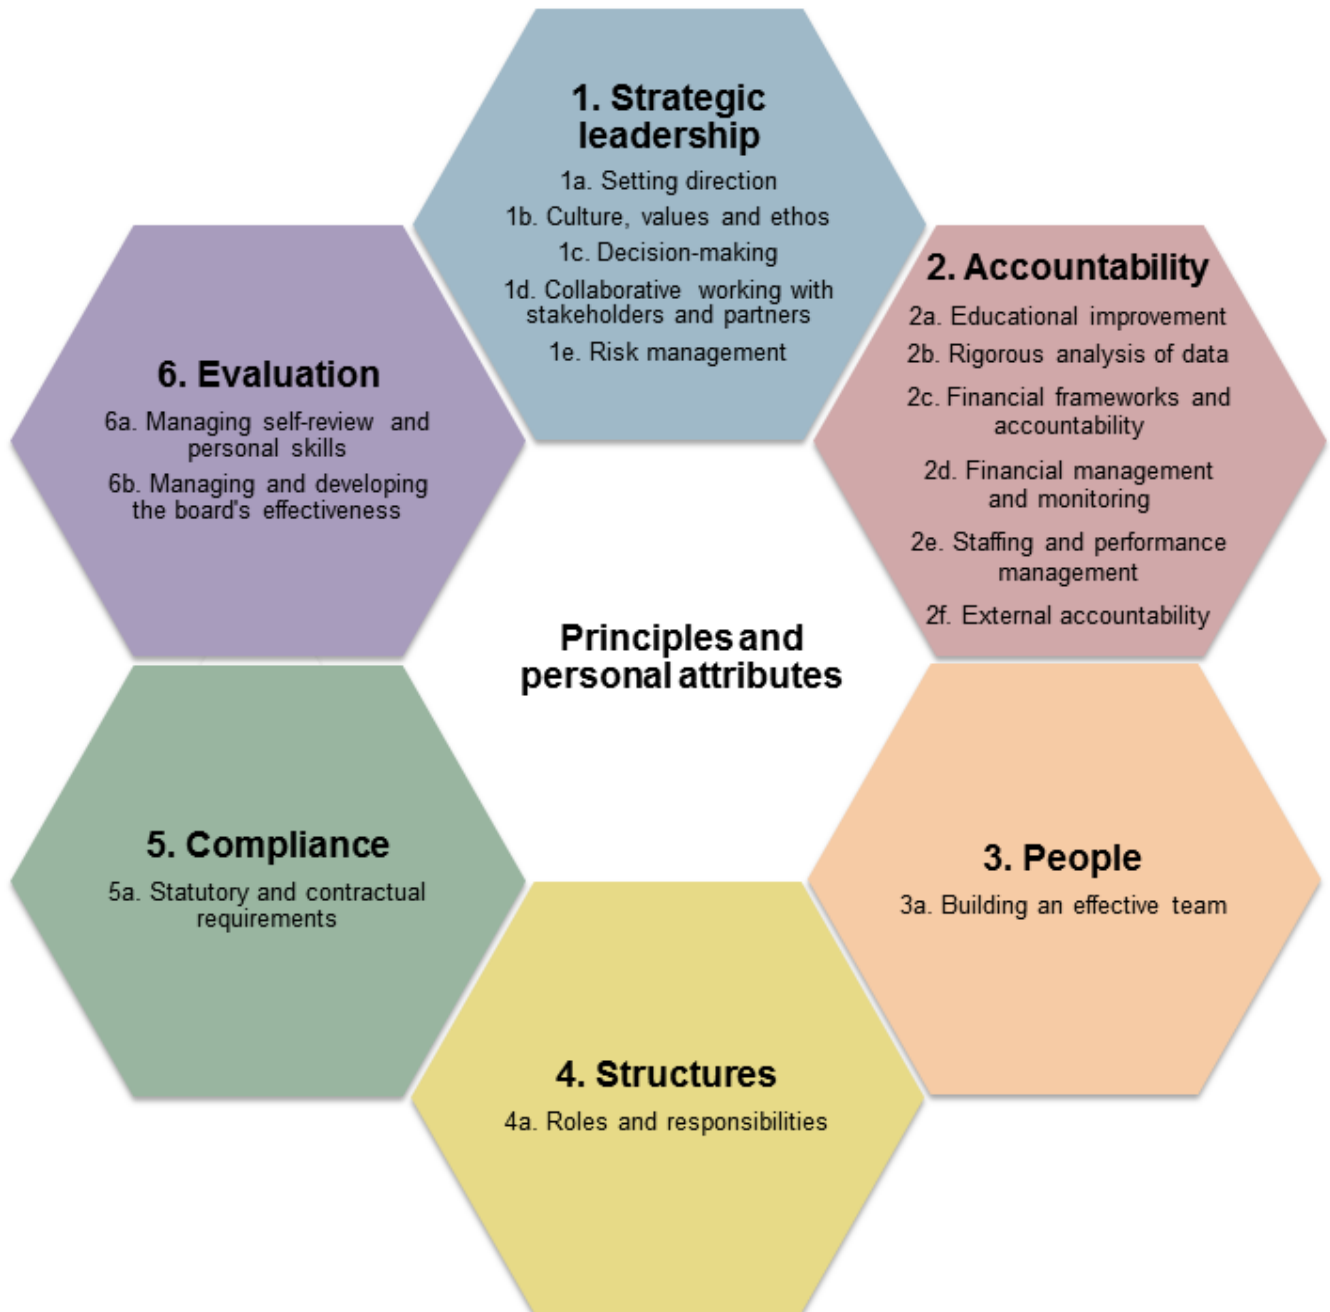 1. Strategic
leadership
1a. Setting direction
1b. Culture, values and ethos
1c. Decision-making
1d. Collaborative working with
stakeholders and partners
1e. Risk management
2. Accountability
2a. Educational improvement
2b. Rigorous analysis of data
2c. Financial frameworks and
accountability
2d. Financial management
and monitoring
2e. Staffing and performance
management
2f. External accountability
3. People
3a. Building an effective team
4. Structures
4a. Roles and responsibilities
5. Compliance
5a. Statutory and contractual
requirements
6. Evaluation
6a. Managing self-review and
personal skills
6b. Managing and developing
the board's effectiveness
Principles and
personal attributes